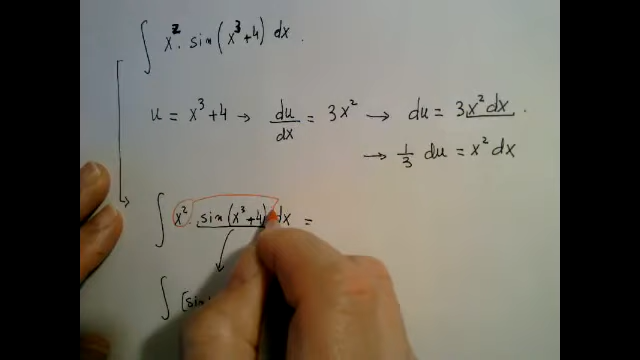 ∫ x². sin(x³+4) dx.
u = x³+4 → du/dx = 3x² → du = 3x²dx.
→ 1/3 du = x² dx
∫ x². sin(x³+4) dx =
∫ [sin